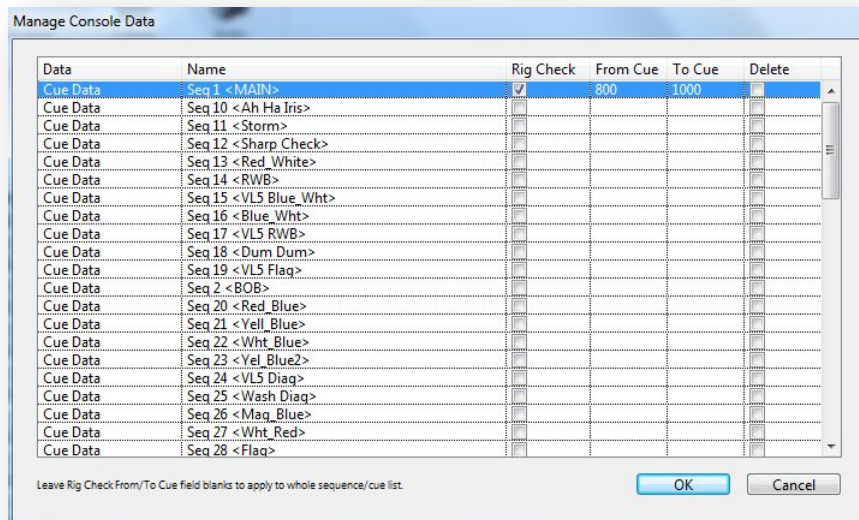 Manage Console Data
Data Name Rig Check From Cue To Cue Delete
Cue Data Seq 1 <MAIN> 800 1000
Cue Data Seq 10 <Ah Ha Iris>
Cue Data Seq 11 <Storm>
Cue Data Seq 12 <Sharp Check>
Cue Data Seq 13 <Red_White>
Cue Data Seq 14 <RWB>
Cue Data Seq 15 <VL5 Blue_Wht>
Cue Data Seq 16 <Blue_Wht>
Cue Data Seq 17 <VL5 RWB>
Cue Data Seq 18 <Dum Dum>
Cue Data Seq 19 <VL5 Flag>
Cue Data Seq 2 <BOB>
Cue Data Seq 20 <Red_Blue>
Cue Data Seq 21 <Yell_Blue>
Cue Data Seq 22 <Wht_Blue>
Cue Data Seq 23 <Yel_Blue2>
Cue Data Seq 24 <VL5 Diag>
Cue Data Seq 25 <Wash Diag>
Cue Data Seq 26 <Mag_Blue>
Cue Data Seq 27 <Wht_Red>
Cue Data Seq 28 <Flag>
Leave Rig Check From/To Cue field blanks to apply to whole sequence/cue list.
OK Cancel